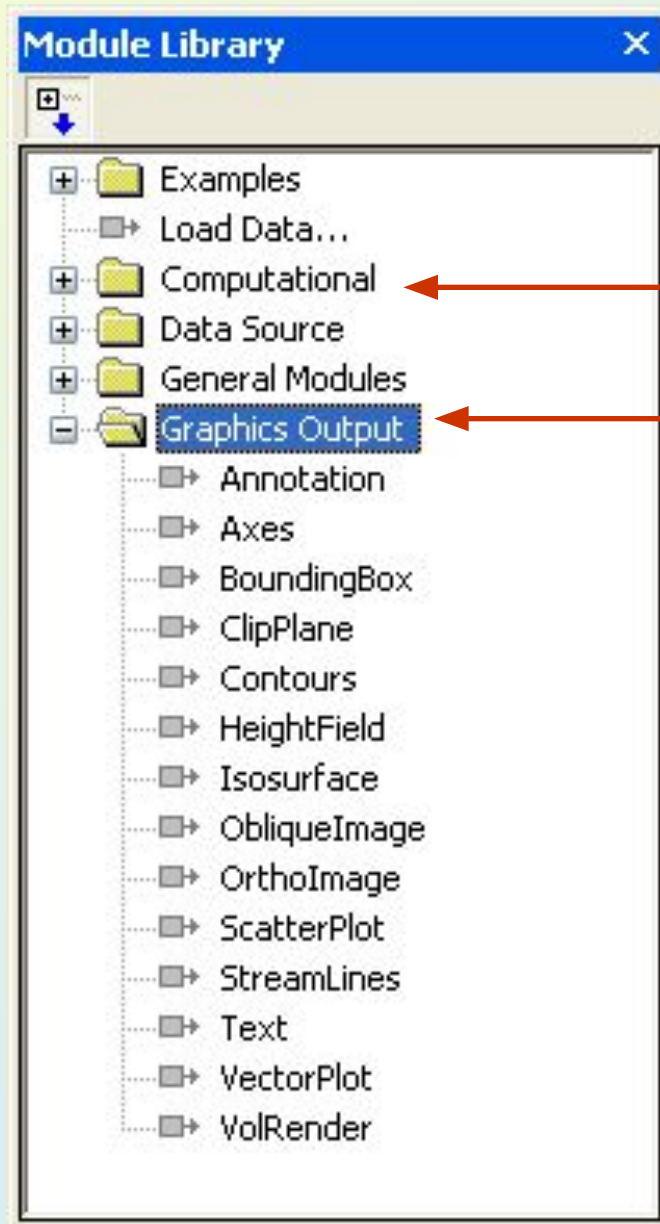 Module Library
Examples
Load Data...
Computational
Data Source
General Modules
Graphics Output
Annotation
Axes
BoundingBox
ClipPlane
Contours
HeightField
Isosurface
ObliqueImage
OrthoImage
ScatterPlot
StreamLines
Text
VectorPlot
VolRender